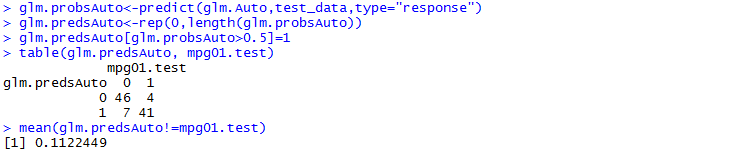 > glm.probsAuto<-predict(glm.Auto,test_data,type="response")
> glm.predsAuto<-rep(0,length(glm.probsAuto))
> glm.predsAuto[glm.probsAuto>0.5]=1
> table(glm.predsAuto, mpg01.test)
             mpg01.test
glm.predsAuto  0  1
            0 46  4
            1  7 41
> mean(glm.predsAuto!=mpg01.test)
[1] 0.1122449